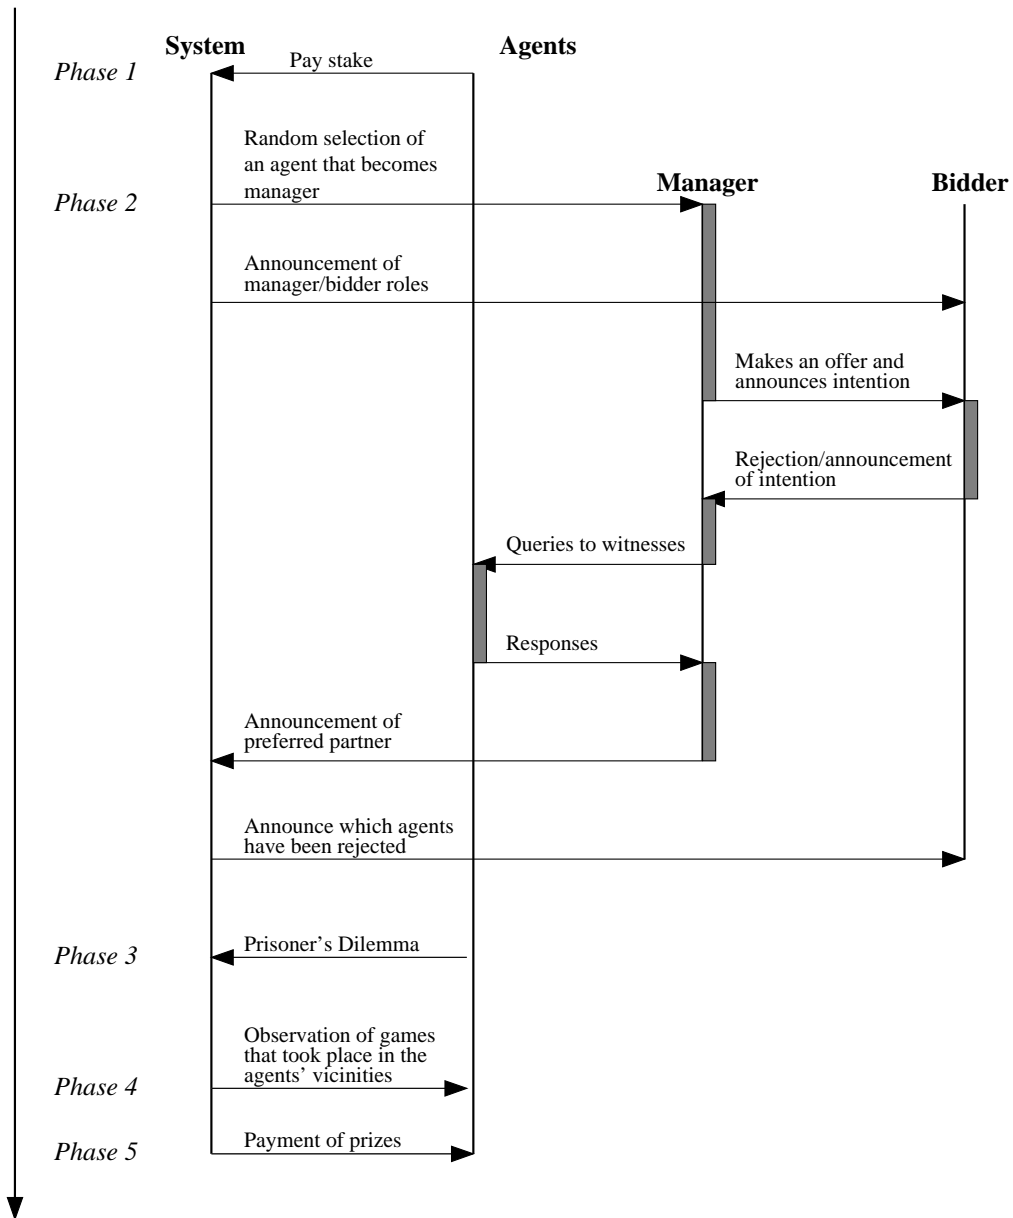 System
Agents
Phase 1
Pay stake
Random selection of
an agent that becomes
manager
Manager
Bidder
Phase 2
Announcement of
manager/bidder roles
Makes an offer and
announces intention
Rejection/announcement
of intention
Queries to witnesses
Responses
Announcement of
preferred partner
Announce which agents
have been rejected
Phase 3
Prisoner's Dilemma
Observation of games
that took place in the
agents' vicinities
Phase 4
Phase 5
Payment of prizes